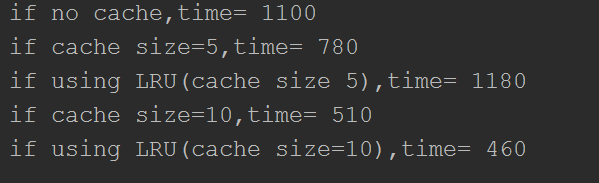 if no cache,time= 1100
if cache size=5,time= 780
if using LRU(cache size 5),time= 1180
if cache size=10,time= 510
if using LRU(cache size=10),time= 460